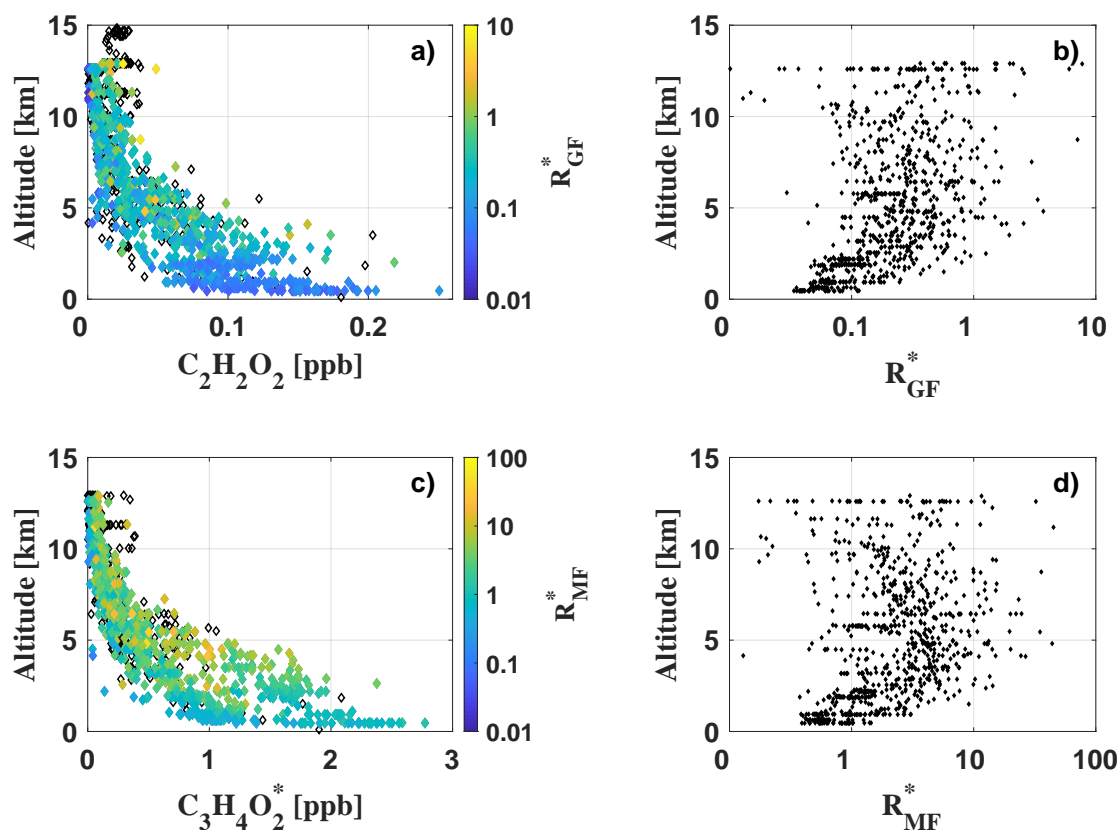 a)
15
10
5
0
Altitude [km]
0 0.1 0.2
C₂H₂O₂ [ppb]
10
1
0.1
0.01
R*GF
b)
15
10
5
0
Altitude [km]
0 0.1 1 10
R*GF
c)
15
10
5
0
Altitude [km]
0 1 2 3
C₃H₄O₂* [ppb]
100
10
1
0.1
0.01
R*MF
d)
15
10
5
0
Altitude [km]
0 1 10 100
R*MF